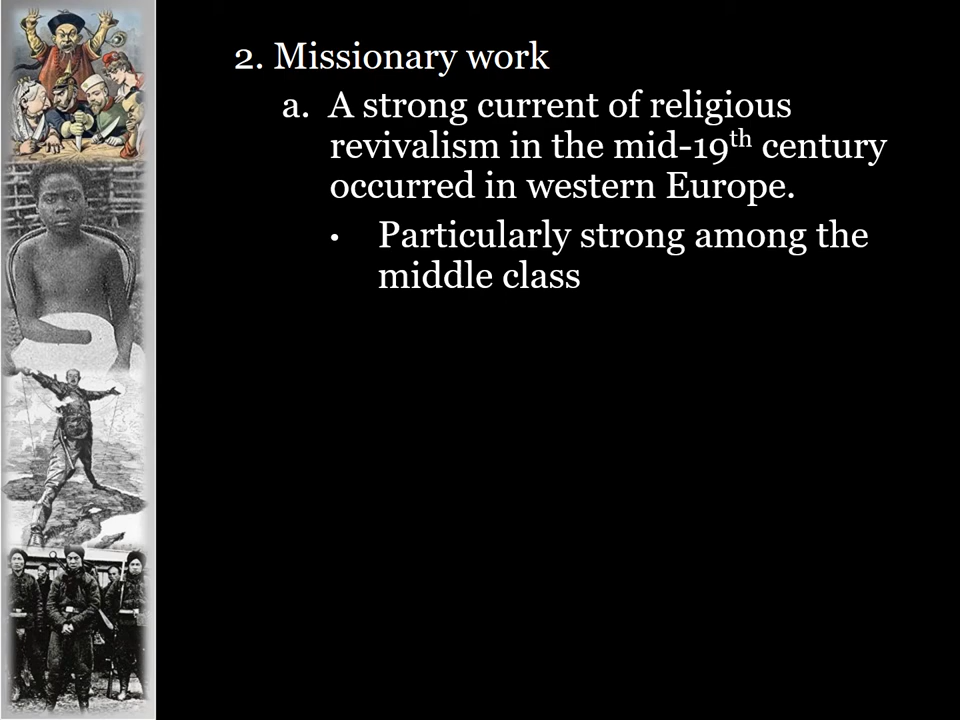 2. Missionary work
a. A strong current of religious
revivalism in the mid-19th century
occurred in western Europe.
• Particularly strong among the
middle class